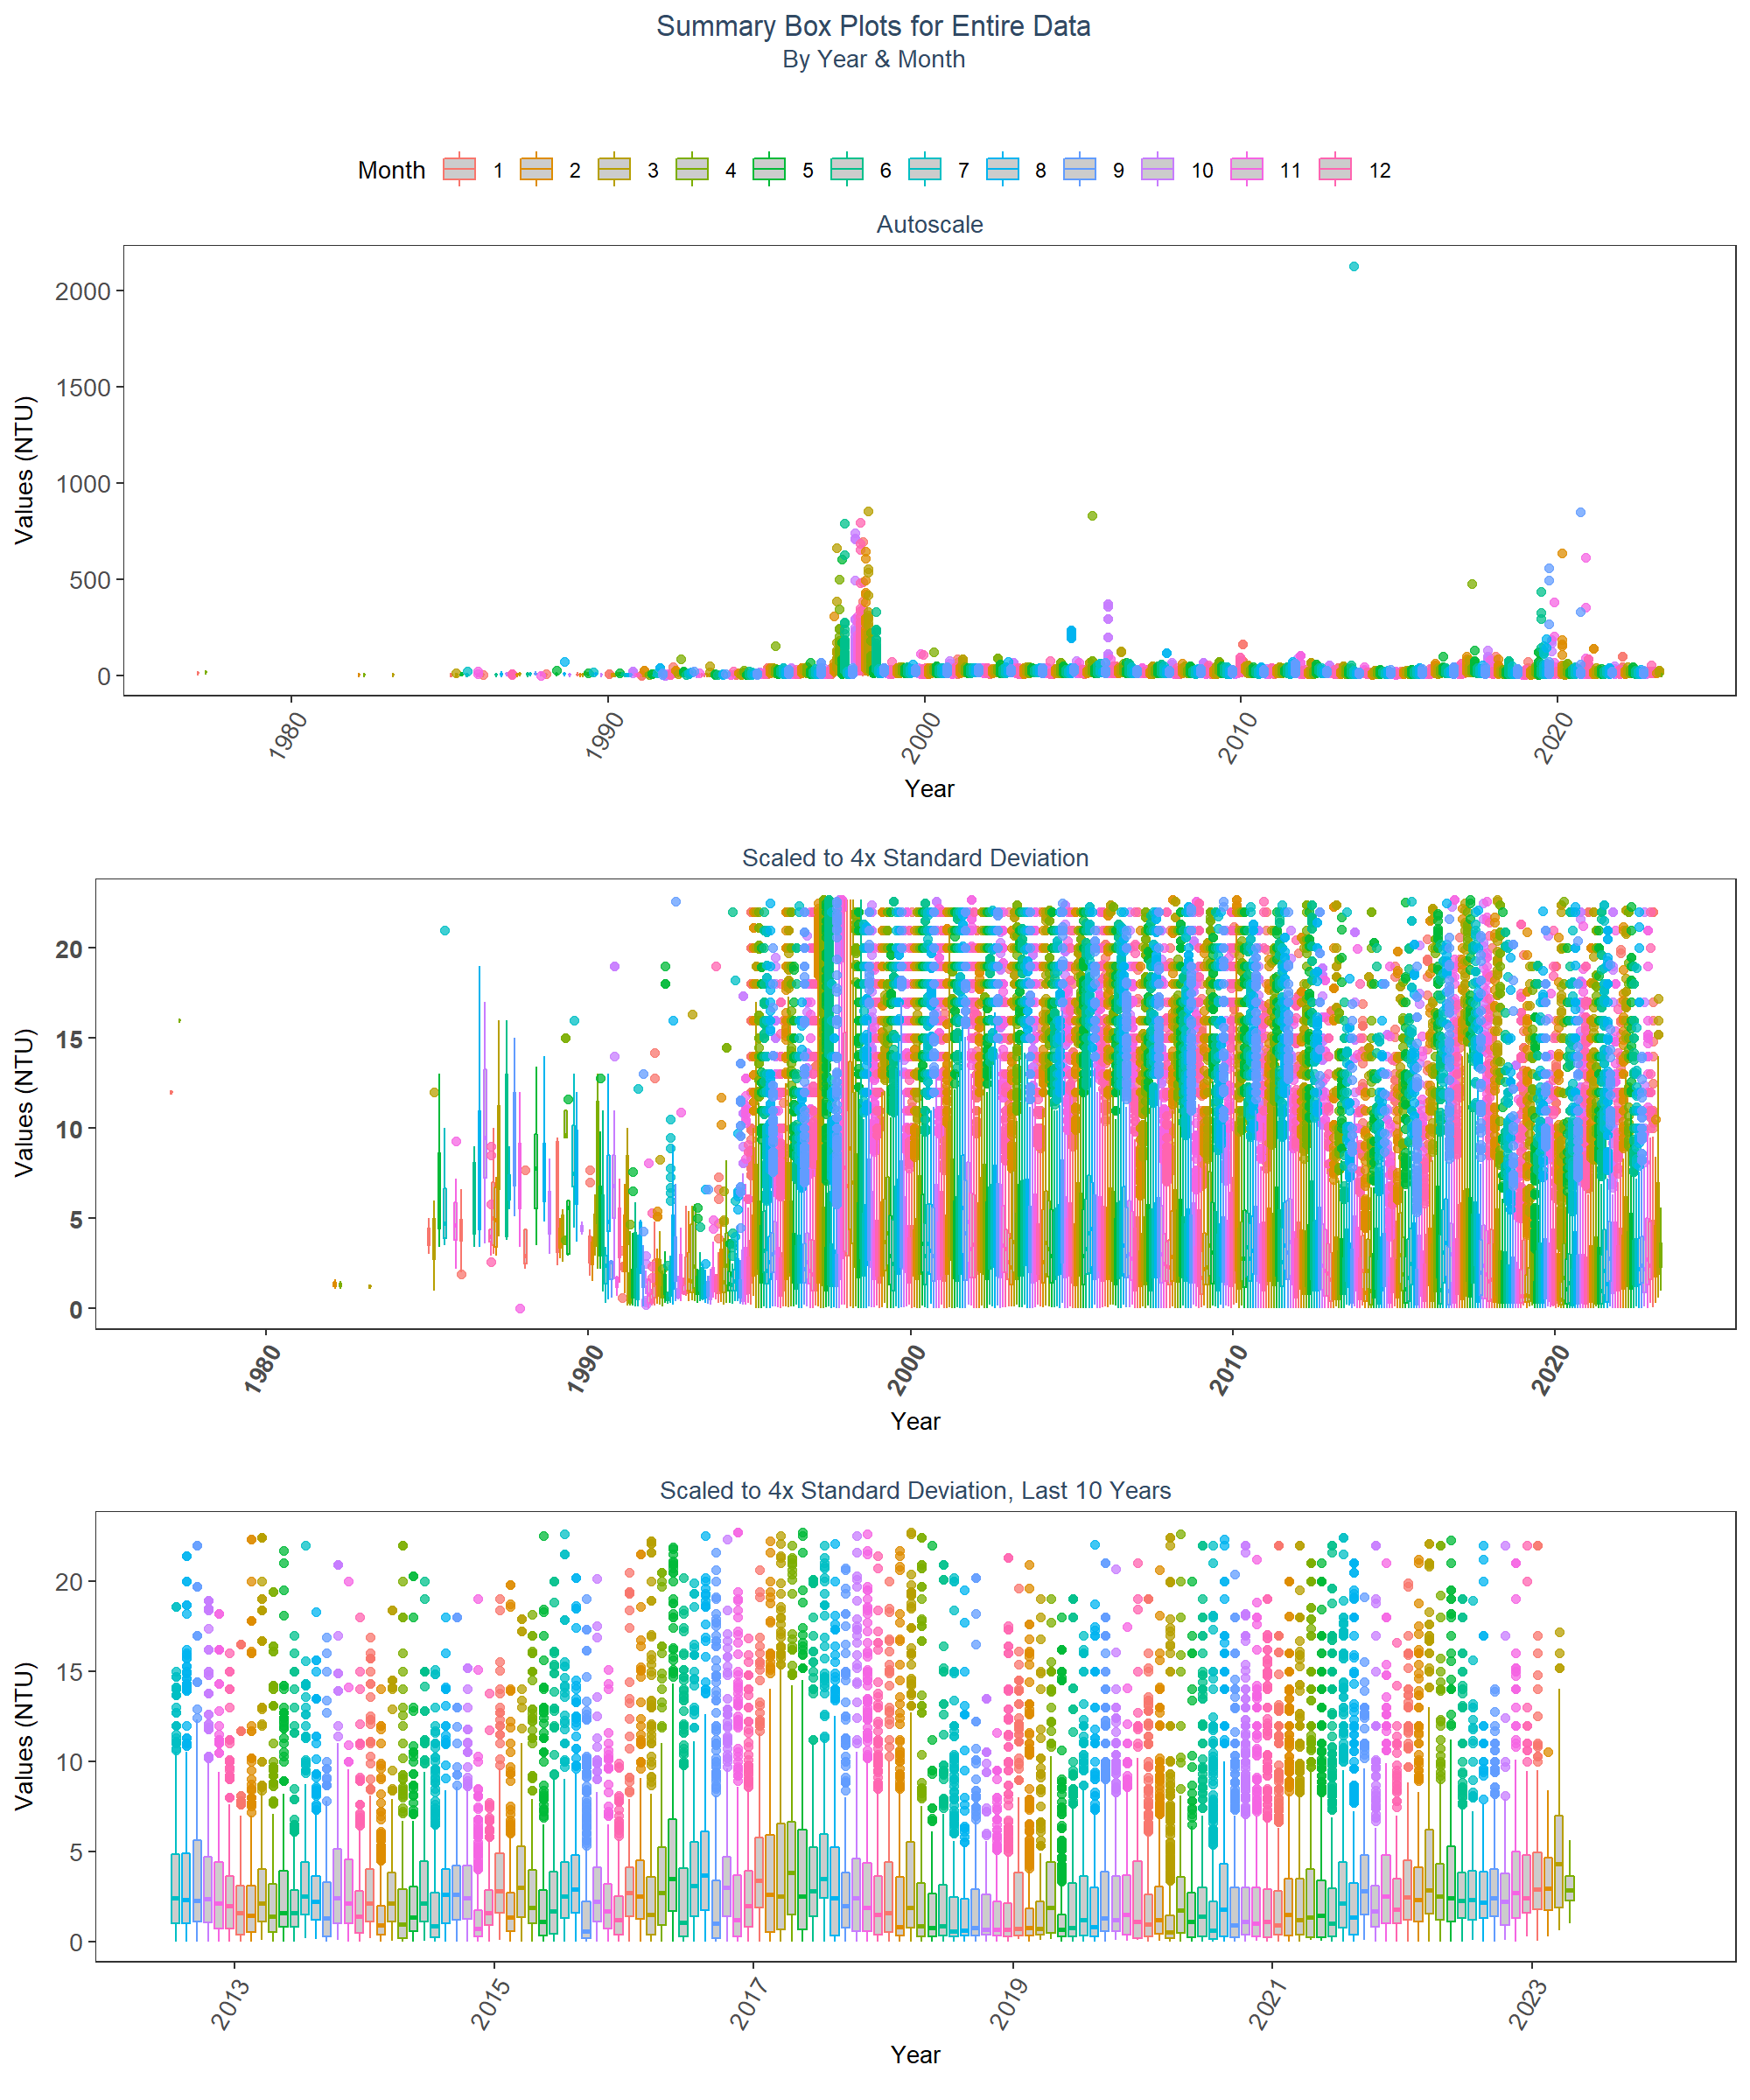 Summary Box Plots for Entire Data
By Year & Month
Month 1 2 3 4 5 6 7 8 9 10 11 12
Autoscale
Values (NTU)
2000
1500
1000
500
0
1980 1990 2000 2010 2020
Year
Scaled to 4x Standard Deviation
Values (NTU)
20
15
10
5
0
1980 1990 2000 2010 2020
Year
Scaled to 4x Standard Deviation, Last 10 Years
Values (NTU)
20
15
10
5
0
2013 2015 2017 2019 2021 2023
Year